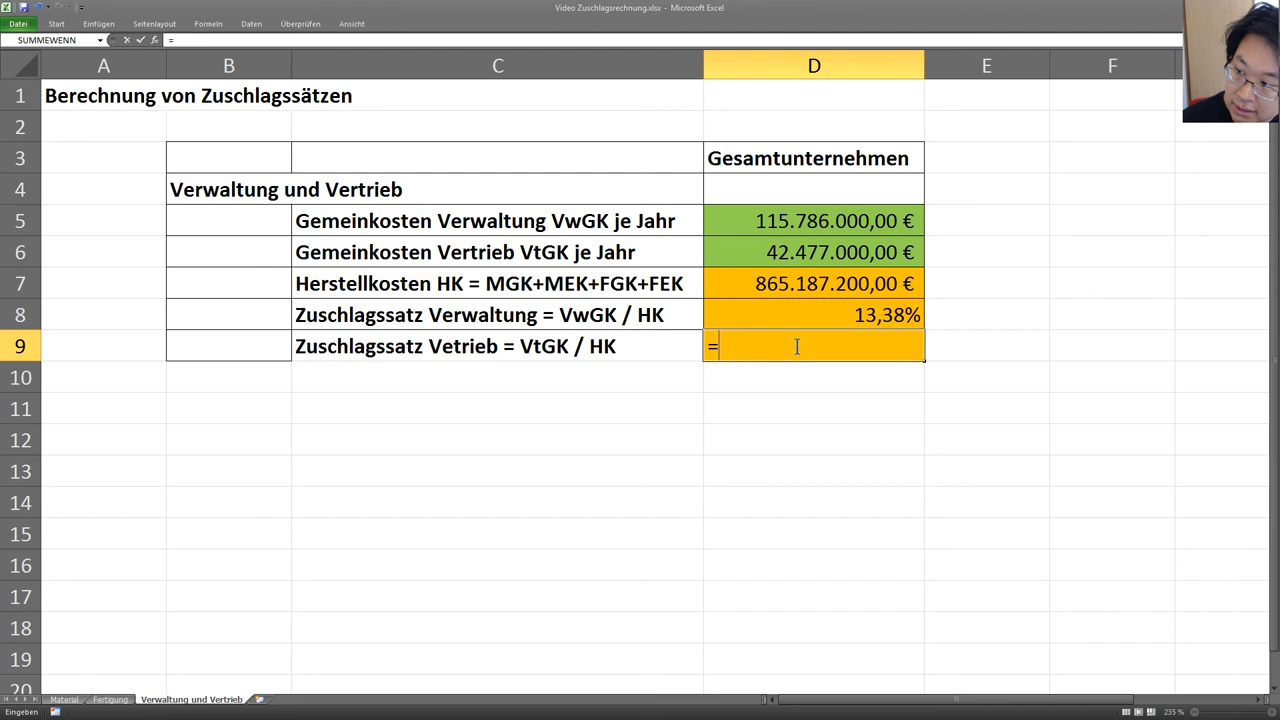 Video Zuschlagsrechnung.xlsx - Microsoft Excel
Datei Start Einfügen Seitenlayout Formeln Daten Überprüfen Ansicht
SUMMEWENN fx =
A B C D E F
1 Berechnung von Zuschlagssätzen
2
3 Gesamtunternehmen
4 Verwaltung und Vertrieb
5 Gemeinkosten Verwaltung VwGK je Jahr 115.786.000,00 €
6 Gemeinkosten Vertrieb VtGK je Jahr 42.477.000,00 €
7 Herstellkosten HK = MGK+MEK+FGK+FEK 865.187.200,00 €
8 Zuschlagssatz Verwaltung = VwGK / HK 13,38%
9 Zuschlagssatz Vetrieb = VtGK / HK =
10
11
12
13
14
15
16
17
18
19
20
Material Fertigung Verwaltung und Vertrieb
Eingeben 235 %